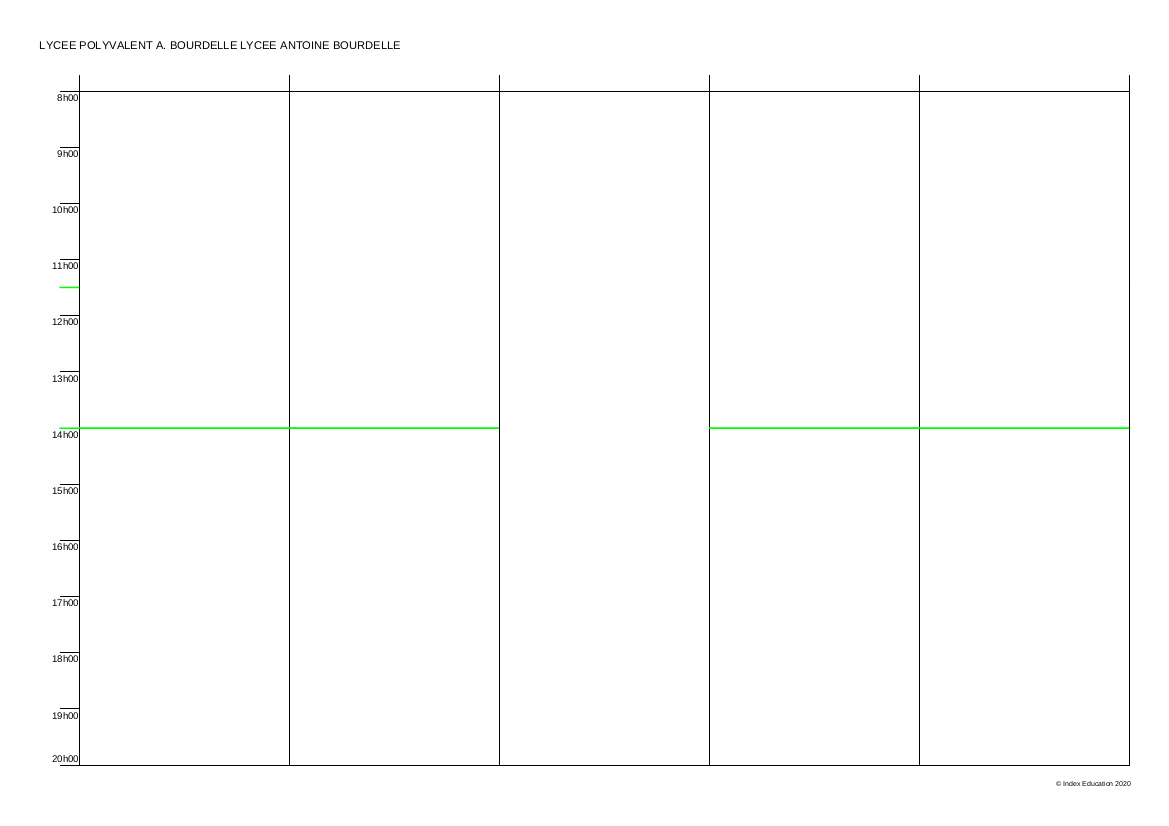 LYCEE POLYVALENT A. BOURDELLE LYCEE ANTOINE BOURDELLE
8h00
9h00
10h00
11h00
12h00
13h00
14h00
15h00
16h00
17h00
18h00
19h00
20h00
© Index Education 2020